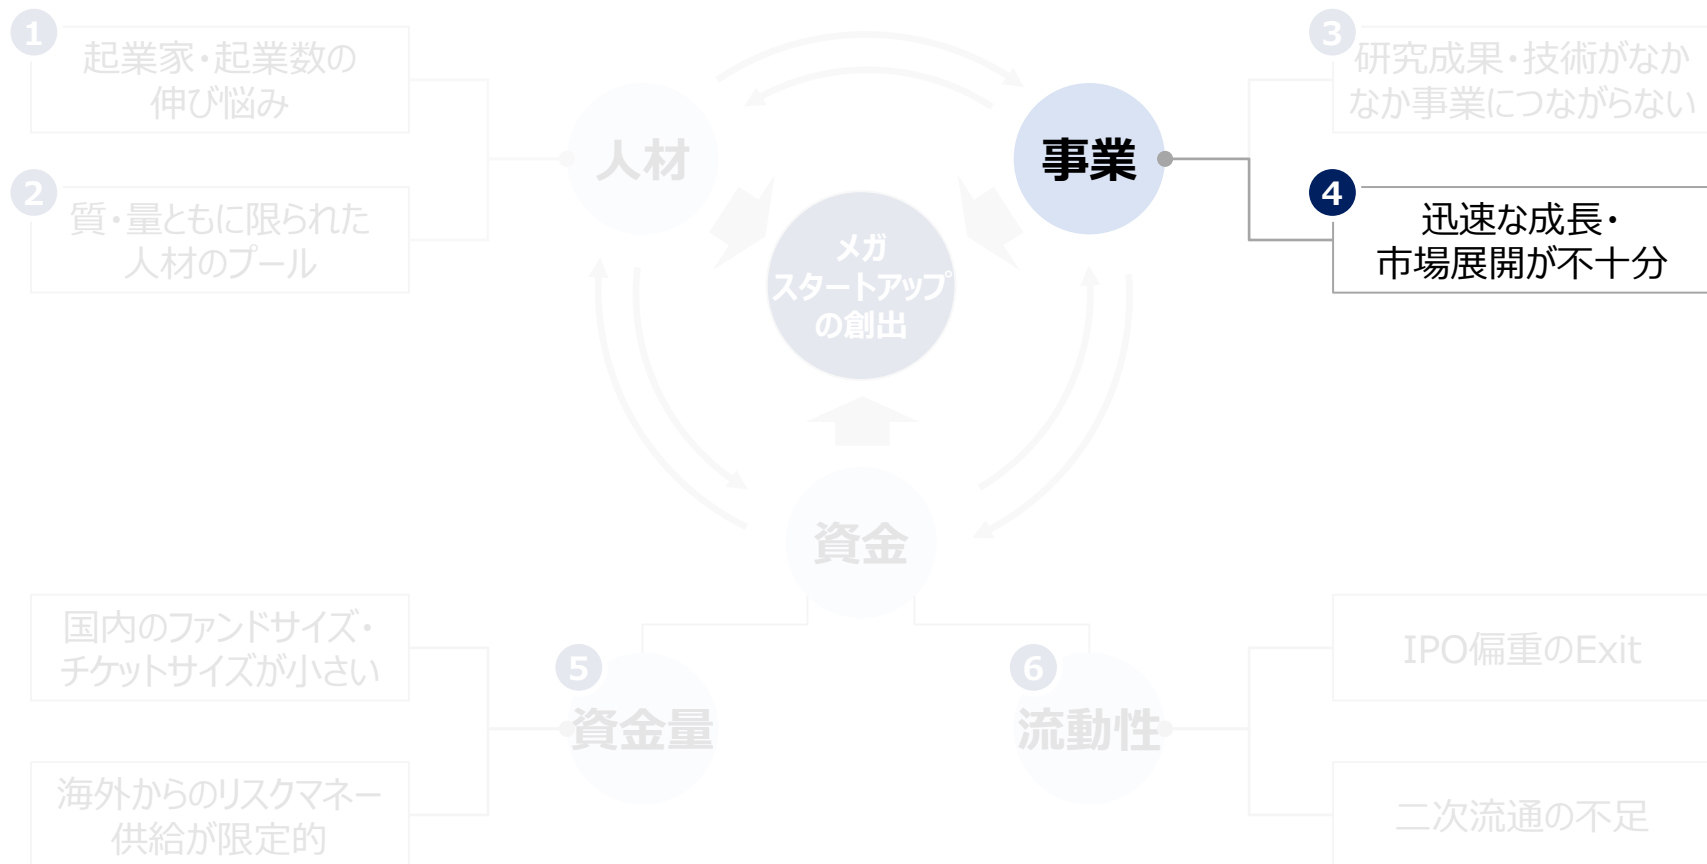 1
起業家・起業数の
伸び悩み
2
質・量ともに限られた
人材のプール
人材
事業
3
研究成果・技術がなか
なか事業につながらない
4
迅速な成長・
市場展開が不十分
メガ
スタートアップ
の創出
資金
国内のファンドサイズ・
チケットサイズが小さい
海外からのリスクマネー
供給が限定的
5
資金量
6
流動性
IPO偏重のExit
二次流通の不足